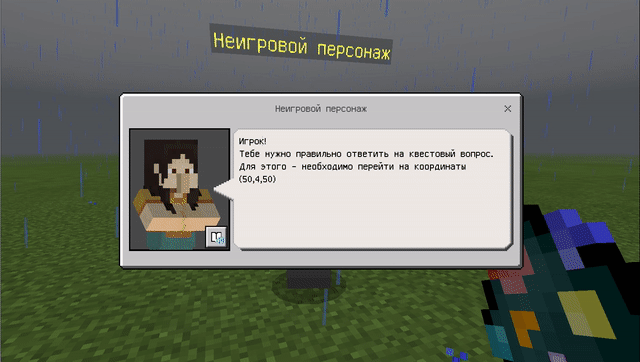 Неигровой персонаж
Неигровой персонаж
Игрок!
Тебе нужно правильно ответить на квестовый вопрос.
Для этого - необходимо перейти на координаты
(50,4,50)